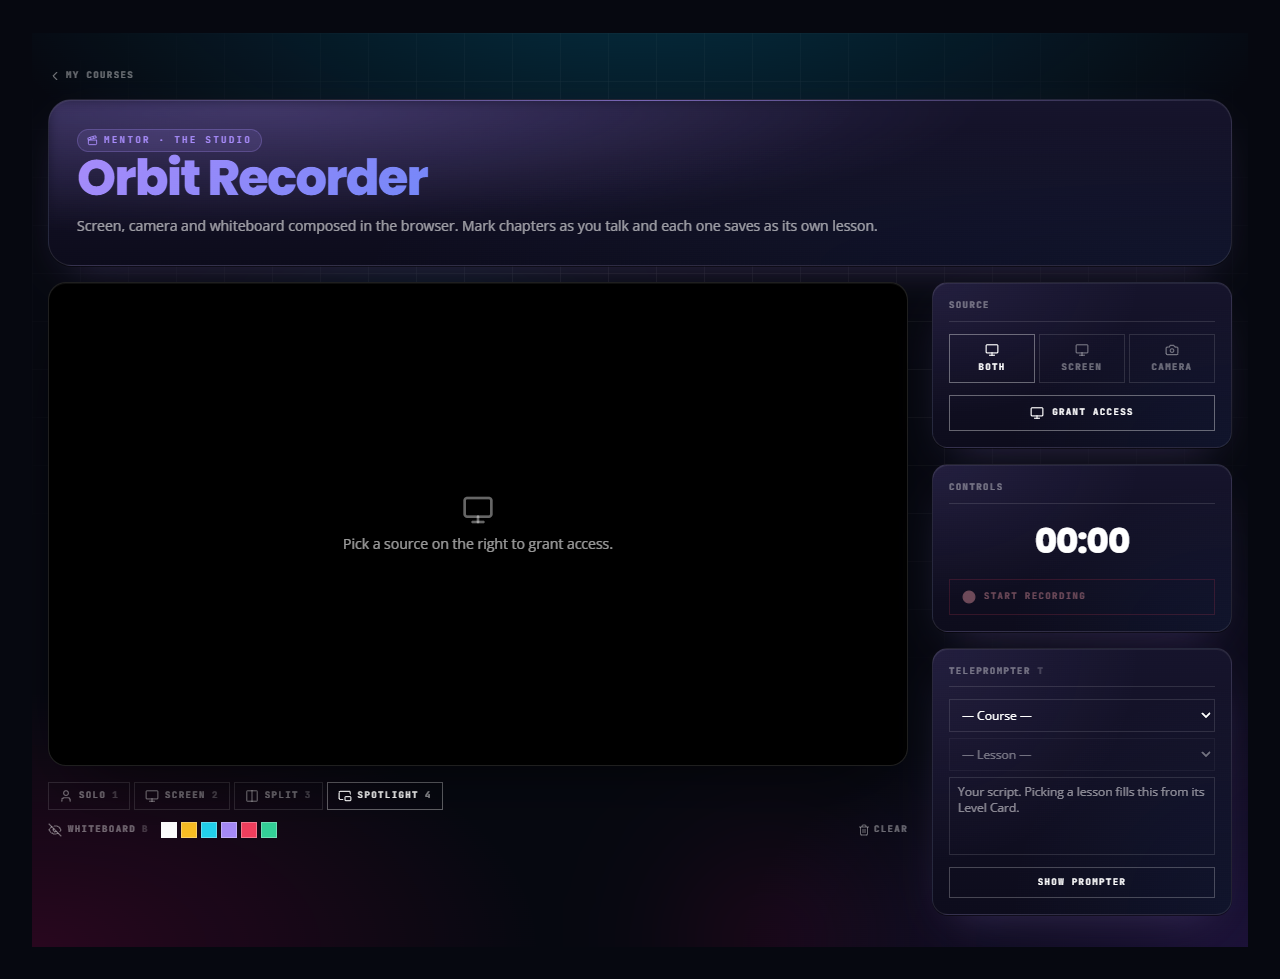 MY COURSES
MENTOR · THE STUDIO
Orbit Recorder
Screen, camera and whiteboard composed in the browser. Mark chapters as you talk and each one saves as its own lesson.
Pick a source on the right to grant access.
SOLO 1
SCREEN 2
SPLIT 3
SPOTLIGHT 4
WHITEBOARD B
CLEAR
SOURCE
BOTH
SCREEN
CAMERA
GRANT ACCESS
CONTROLS
00:00
START RECORDING
TELEPROMPTER T
— Course —
— Lesson —
Your script. Picking a lesson fills this from its
Level Card.
SHOW PROMPTER